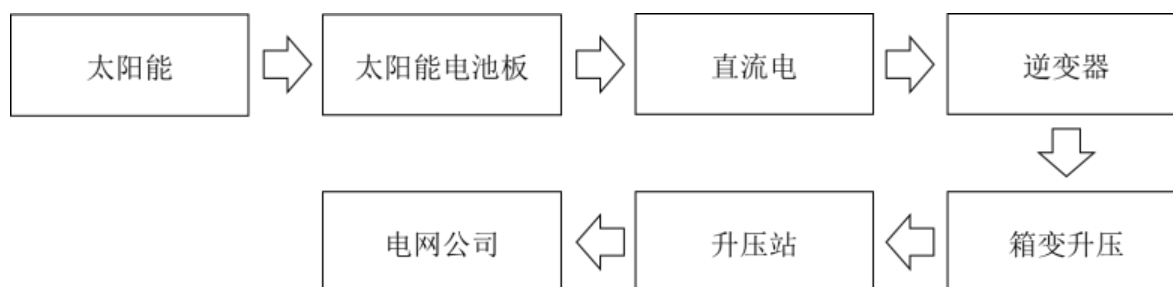 太阳能
太阳能电池板
直流电
逆变器
箱变升压
升压站
电网公司